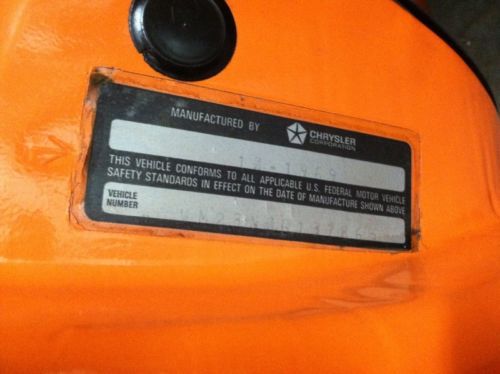 MANUFACTURED BY CHRYSLER
CORPORATION
THIS VEHICLE CONFORMS TO ALL APPLICABLE U.S. FEDERAL MOTOR VEHICLE
SAFETY STANDARDS IN EFFECT ON THE DATE OF MANUFACTURE SHOWN ABOVE
VEHICLE
NUMBER